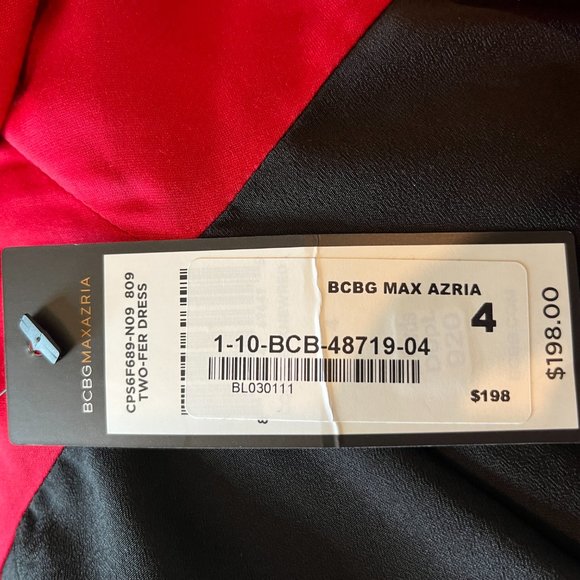 BCBGMAXAZRIA
CPS6F689-N09 809
TWO-FER DRESS
BCBG MAX AZRIA
4
1-10-BCB-48719-04
BL030111
$198
$198.00